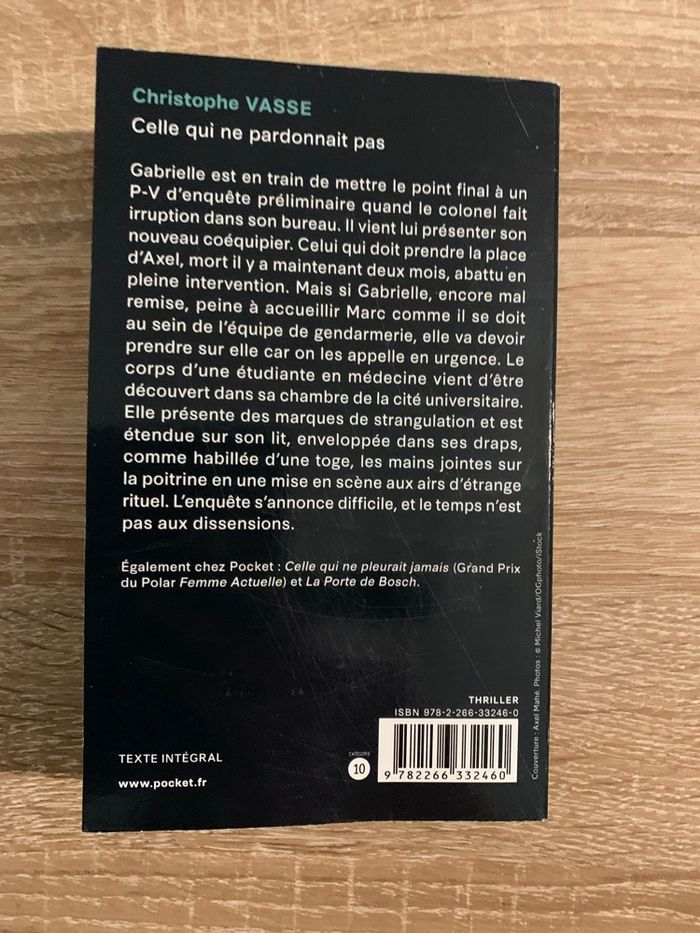 Christophe VASSE
Celle qui ne pardonnait pas
Gabrielle est en train de mettre le point final à un
P-V d'enquête préliminaire quand le colonel fait
irruption dans son bureau. Il vient lui présenter son
nouveau coéquipier. Celui qui doit prendre la place
d'Axel, mort il y a maintenant deux mois, abattu en
pleine intervention. Mais si Gabrielle, encore mal
remise, peine à accueillir Marc comme il se doit
au sein de l'équipe de gendarmerie, elle va devoir
prendre sur elle car on les appelle en urgence. Le
corps d'une étudiante en médecine vient d'être
découvert dans sa chambre de la cité universitaire.
Elle présente des marques de strangulation et est
étendue sur son lit, enveloppée dans ses draps,
comme habillée d'une toge, les mains jointes sur
la poitrine en une mise en scène aux airs d'étrange
rituel. L'enquête s'annonce difficile, et le temps n'est
pas aux dissensions.
Également chez Pocket : Celle qui ne pleurait jamais (Grand Prix
du Polar Femme Actuelle) et La Porte de Bosch.
THRILLER
ISBN 978-2-266-33246-0
TEXTE INTÉGRAL
www.pocket.fr
CATÉGORIE
10
9 782266 332460
Couverture : Axel Mahé. Photos : © Michel Viard/OGphoto/iStock